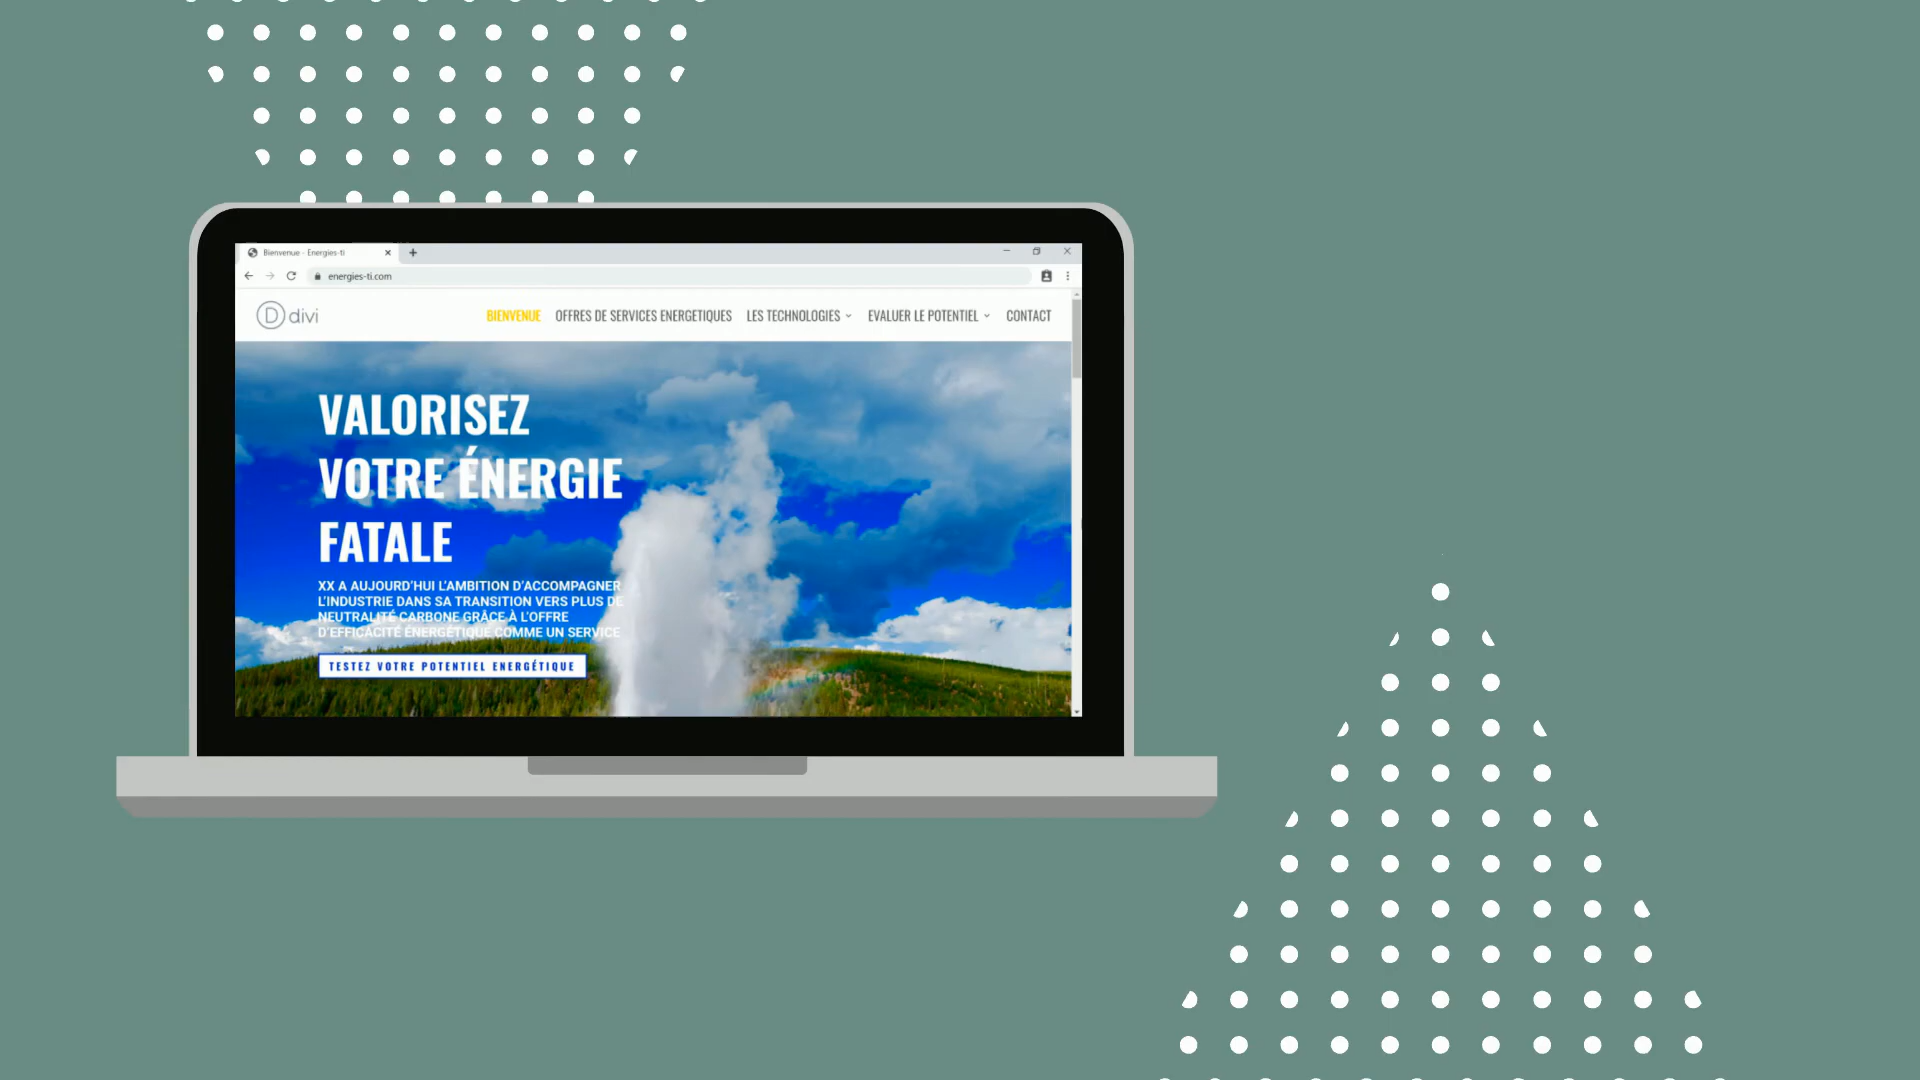 Bienvenue - Energies-ti
energies-ti.com
D divi
BIENVENUE OFFRES DE SERVICES ENERGETIQUES LES TECHNOLOGIES EVALUER LE POTENTIEL CONTACT
VALORISEZ
VOTRE ÉNERGIE
FATALE
XX A AUJOURD'HUI L'AMBITION D'ACCOMPAGNER
L'INDUSTRIE DANS SA TRANSITION VERS PLUS DE
NEUTRALITÉ CARBONE GRÂCE À L'OFFRE
D'EFFICACITÉ ÉNERGÉTIQUE COMME UN SERVICE
TESTEZ VOTRE POTENTIEL ENERGÉTIQUE